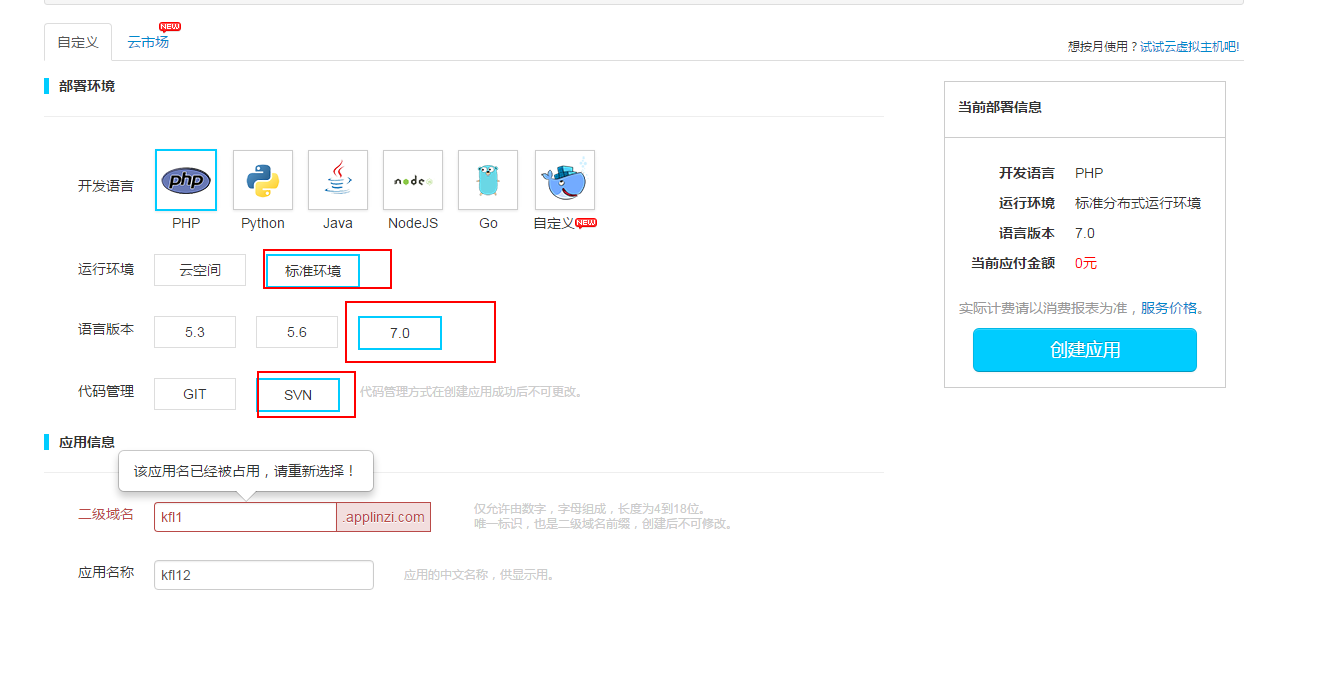 自定义
云市场
NEW
想按月使用？试试云虚拟主机吧!
部署环境
开发语言
php
node
PHP
Python
Java
NodeJS
Go
自定义
NEW
运行环境
云空间
标准环境
语言版本
5.3
5.6
7.0
代码管理
GIT
SVN
代码管理方式在创建应用成功后不可更改。
应用信息
该应用名已经被占用，请重新选择！
二级域名
kfl1
.applinzi.com
仅允许由数字，字母组成，长度为4到18位。
唯一标识，也是二级域名前缀，创建后不可修改。
应用名称
kfl12
应用的中文名称，供显示用。
当前部署信息
开发语言 PHP
运行环境 标准分布式运行环境
语言版本 7.0
当前应付金额 0元
实际计费请以消费报表为准，服务价格。
创建应用